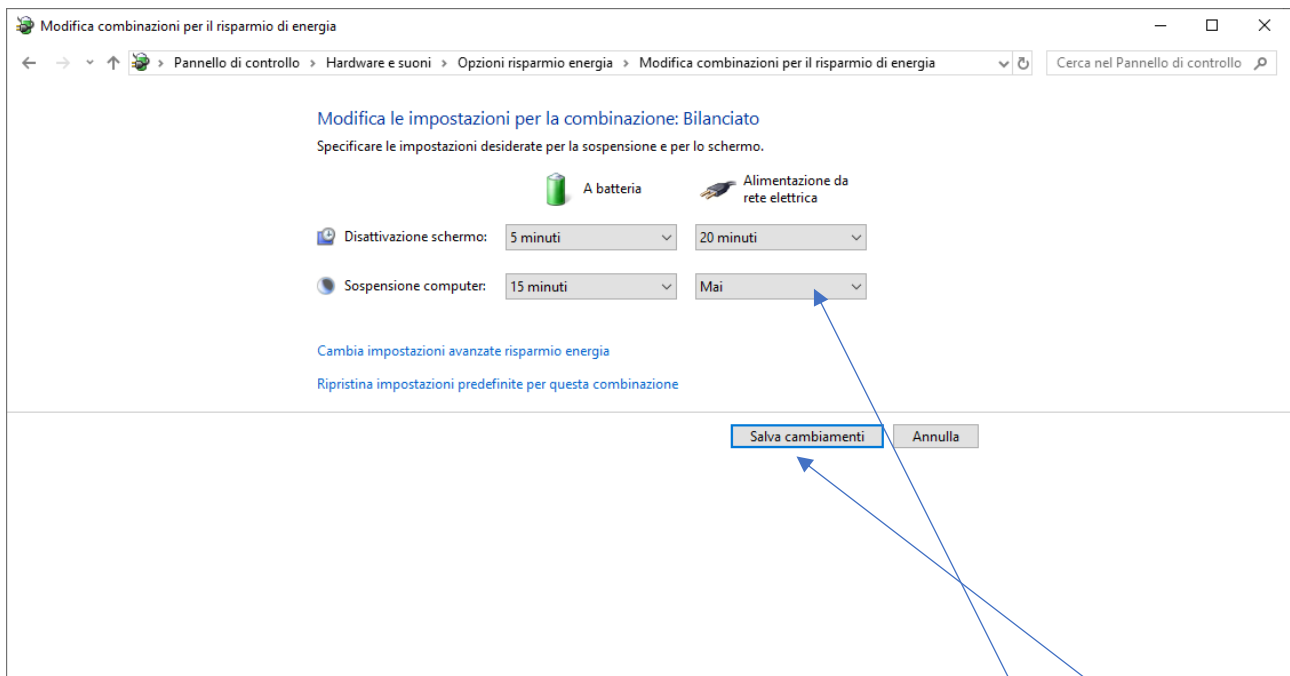 Modifica combinazioni per il risparmio di energia
Pannello di controllo > Hardware e suoni > Opzioni risparmio energia > Modifica combinazioni per il risparmio di energia
Cerca nel Pannello di controllo
Modifica le impostazioni per la combinazione: Bilanciato
Specificare le impostazioni desiderate per la sospensione e per lo schermo.
A batteria
Alimentazione da
rete elettrica
Disattivazione schermo: 5 minuti 20 minuti
Sospensione computer: 15 minuti Mai
Cambia impostazioni avanzate risparmio energia
Ripristina impostazioni predefinite per questa combinazione
Salva cambiamenti Annulla